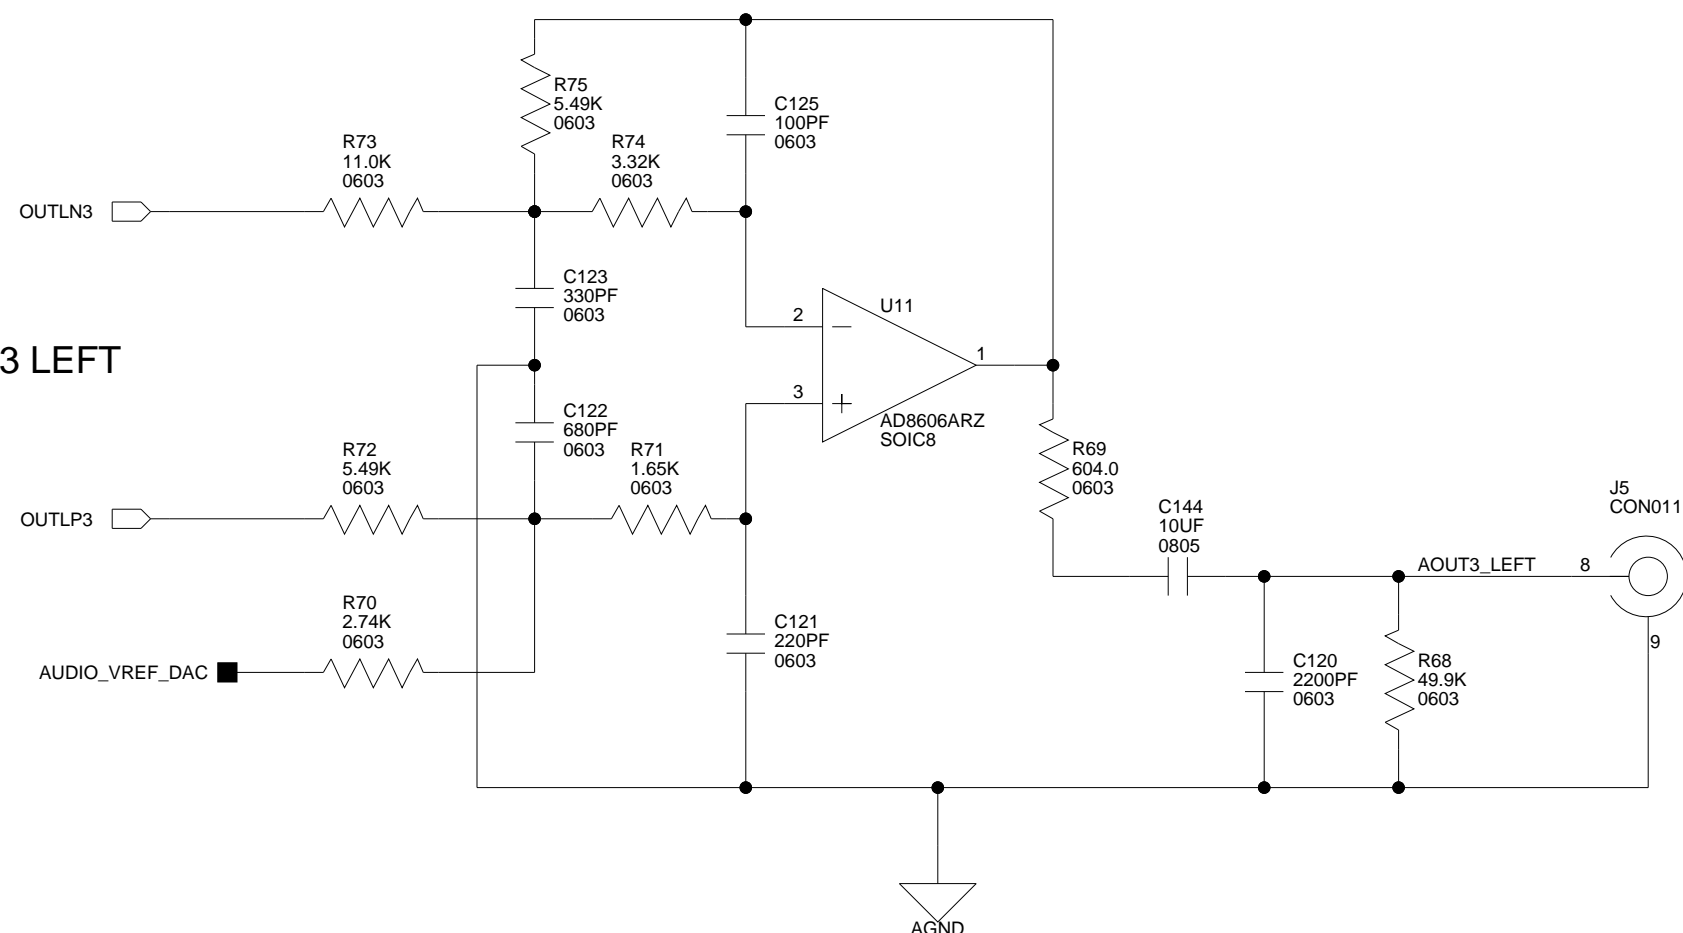 R75
5.49K
0603
C125
100PF
0603
R73
11.0K
0603
R74
3.32K
0603
OUTLN3
C123
330PF
0603
2
U11
3 LEFT
1
3
C122
680PF
0603
AD8606ARZ
SOIC8
R72
5.49K
0603
R71
1.65K
0603
R69
604.0
0603
OUTLP3
J5
CON011
C144
10UF
0805
AOUT3_LEFT
8
R70
2.74K
0603
C121
220PF
0603
9
AUDIO_VREF_DAC
C120
2200PF
0603
R68
49.9K
0603
AGND